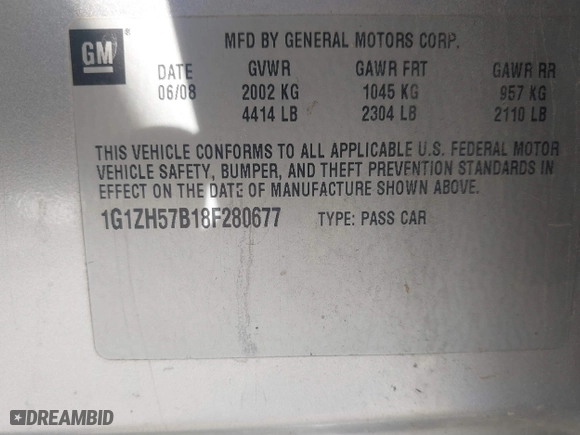 GM
MFD BY GENERAL MOTORS CORP.
DATE GVWR GAWR FRT GAWR RR
06/08 2002 KG 1045 KG 957 KG
4414 LB 2304 LB 2110 LB
THIS VEHICLE CONFORMS TO ALL APPLICABLE U.S. FEDERAL MOTOR
VEHICLE SAFETY, BUMPER, AND THEFT PREVENTION STANDARDS IN
EFFECT ON THE DATE OF MANUFACTURE SHOWN ABOVE.
1G1ZH57B18F280677 TYPE: PASS CAR
DREAMBID